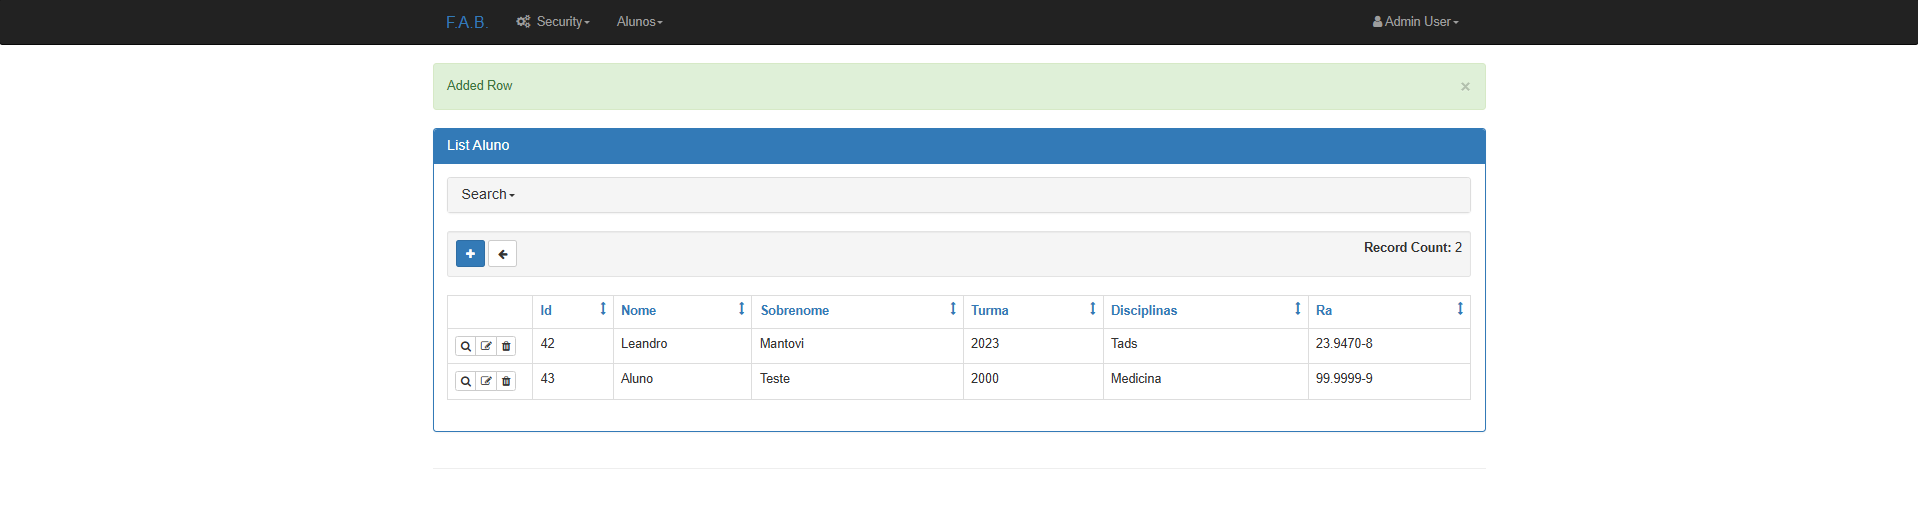 F.A.B. Security Alunos Admin User
Added Row ×
List Aluno
Search
Record Count: 2
Id Nome Sobrenome Turma Disciplinas Ra
42 Leandro Mantovi 2023 Tads 23.9470-8
43 Aluno Teste 2000 Medicina 99.9999-9